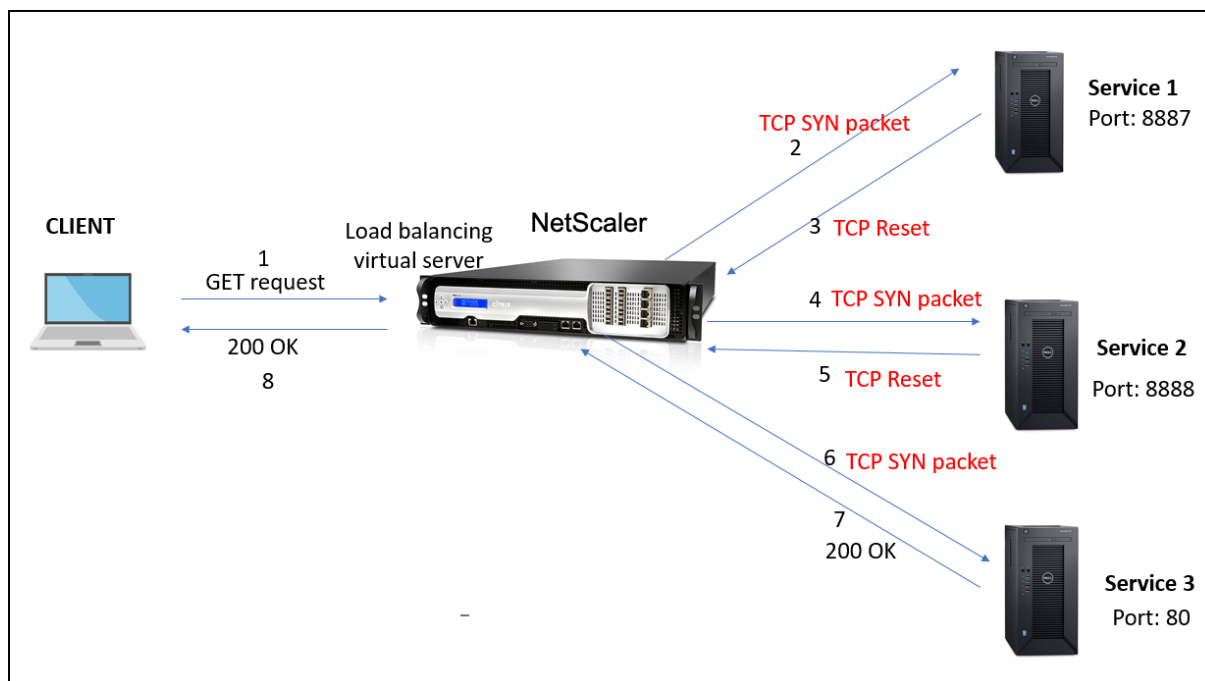 Service 1
Port: 8887
TCP SYN packet
2
3 TCP Reset
NetScaler
CLIENT
Load balancing
virtual server
1
GET request
200 OK
8
4 TCP SYN packet
5 TCP Reset
Service 2
Port: 8888
6 TCP SYN packet
7
200 OK
Service 3
Port: 80